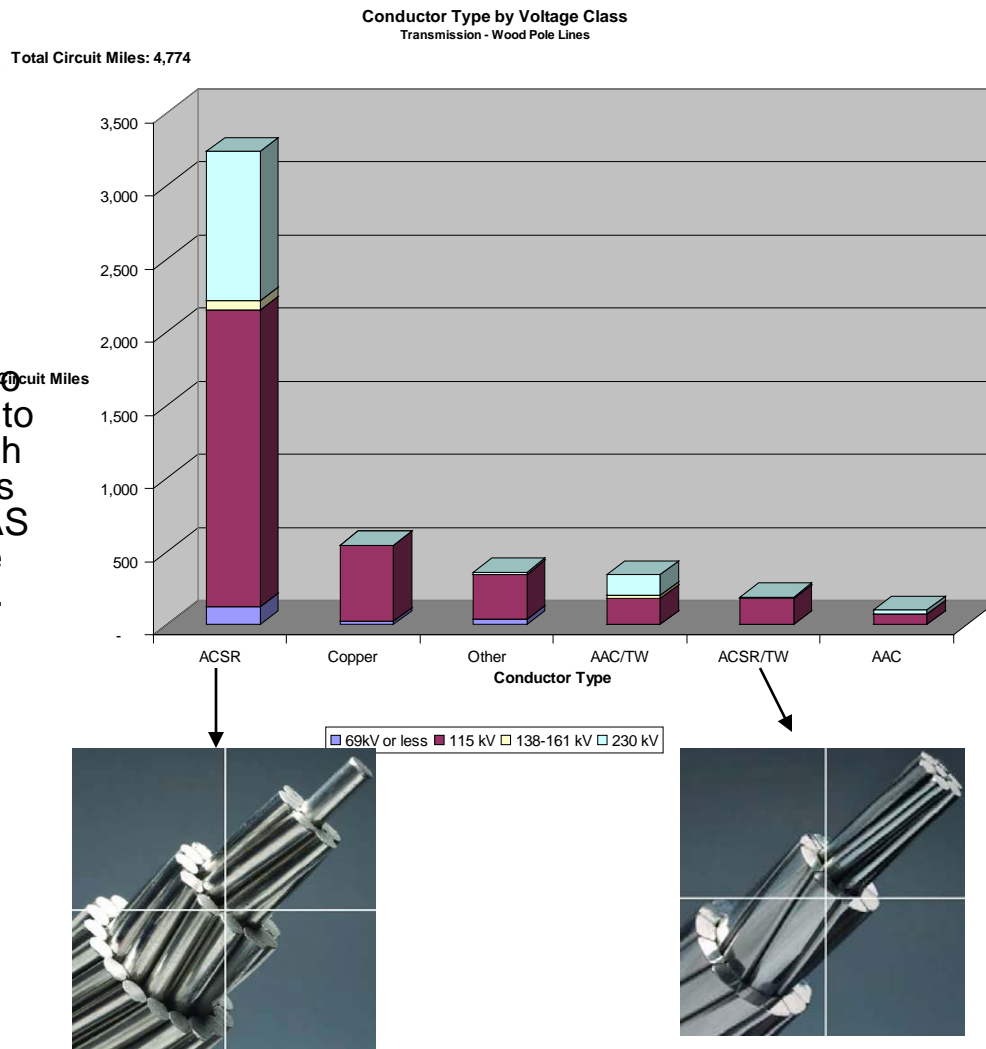 Conductor Type by Voltage Class
Transmission - Wood Pole Lines
Total Circuit Miles: 4,774
3,500
3,000
2,500
2,000
Circuit Miles
to
1,500
1,000
500
-
ACSR Copper Other AAC/TW ACSR/TW AAC
Conductor Type
69kV or less 115 kV 138-161 kV 230 kV